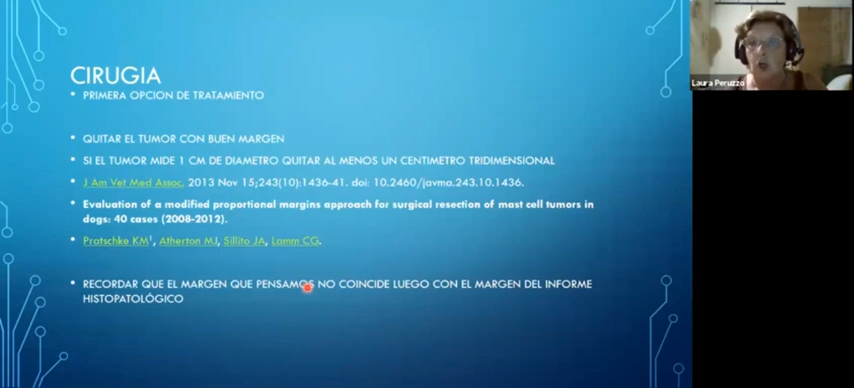 CIRUGIA
• PRIMERA OPCION DE TRATAMIENTO
• QUITAR EL TUMOR CON BUEN MARGEN
• SI EL TUMOR MIDE 1 CM DE DIAMETRO QUITAR AL MENOS UN CENTIMETRO TRIDIMENSIONAL
• J Am Vet Med Assoc. 2013 Nov 15;243(10):1436-41. doi: 10.2460/javma.243.10.1436.
• Evaluation of a modified proportional margins approach for surgical resection of mast cell tumors in
dogs: 40 cases (2008-2012).
• Pratschke KM¹, Atherton MJ, Sillito JA, Lamm CG.
• RECORDAR QUE EL MARGEN QUE PENSAMOS NO COINCIDE LUEGO CON EL MARGEN DEL INFORME
HISTOPATOLÓGICO
Laura Peruzzo